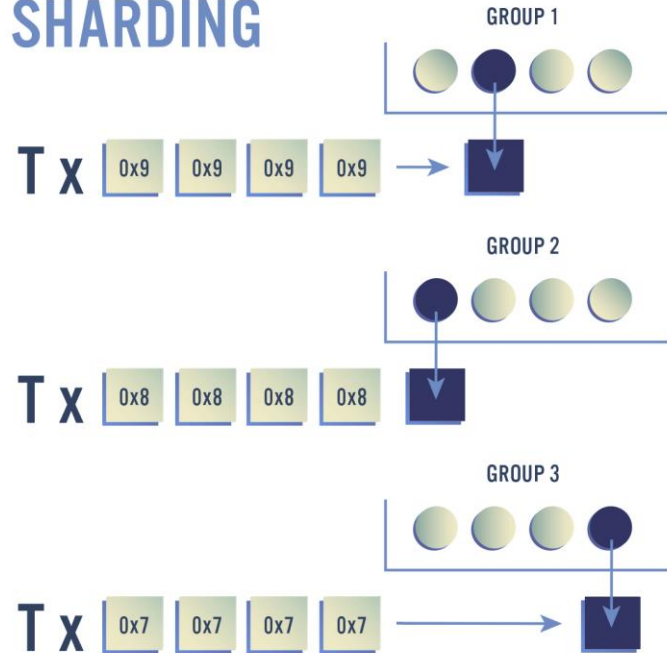 SHARDING
GROUP 1
Tx 0x9 0x9 0x9 0x9
GROUP 2
Tx 0x8 0x8 0x8 0x8
GROUP 3
Tx 0x7 0x7 0x7 0x7